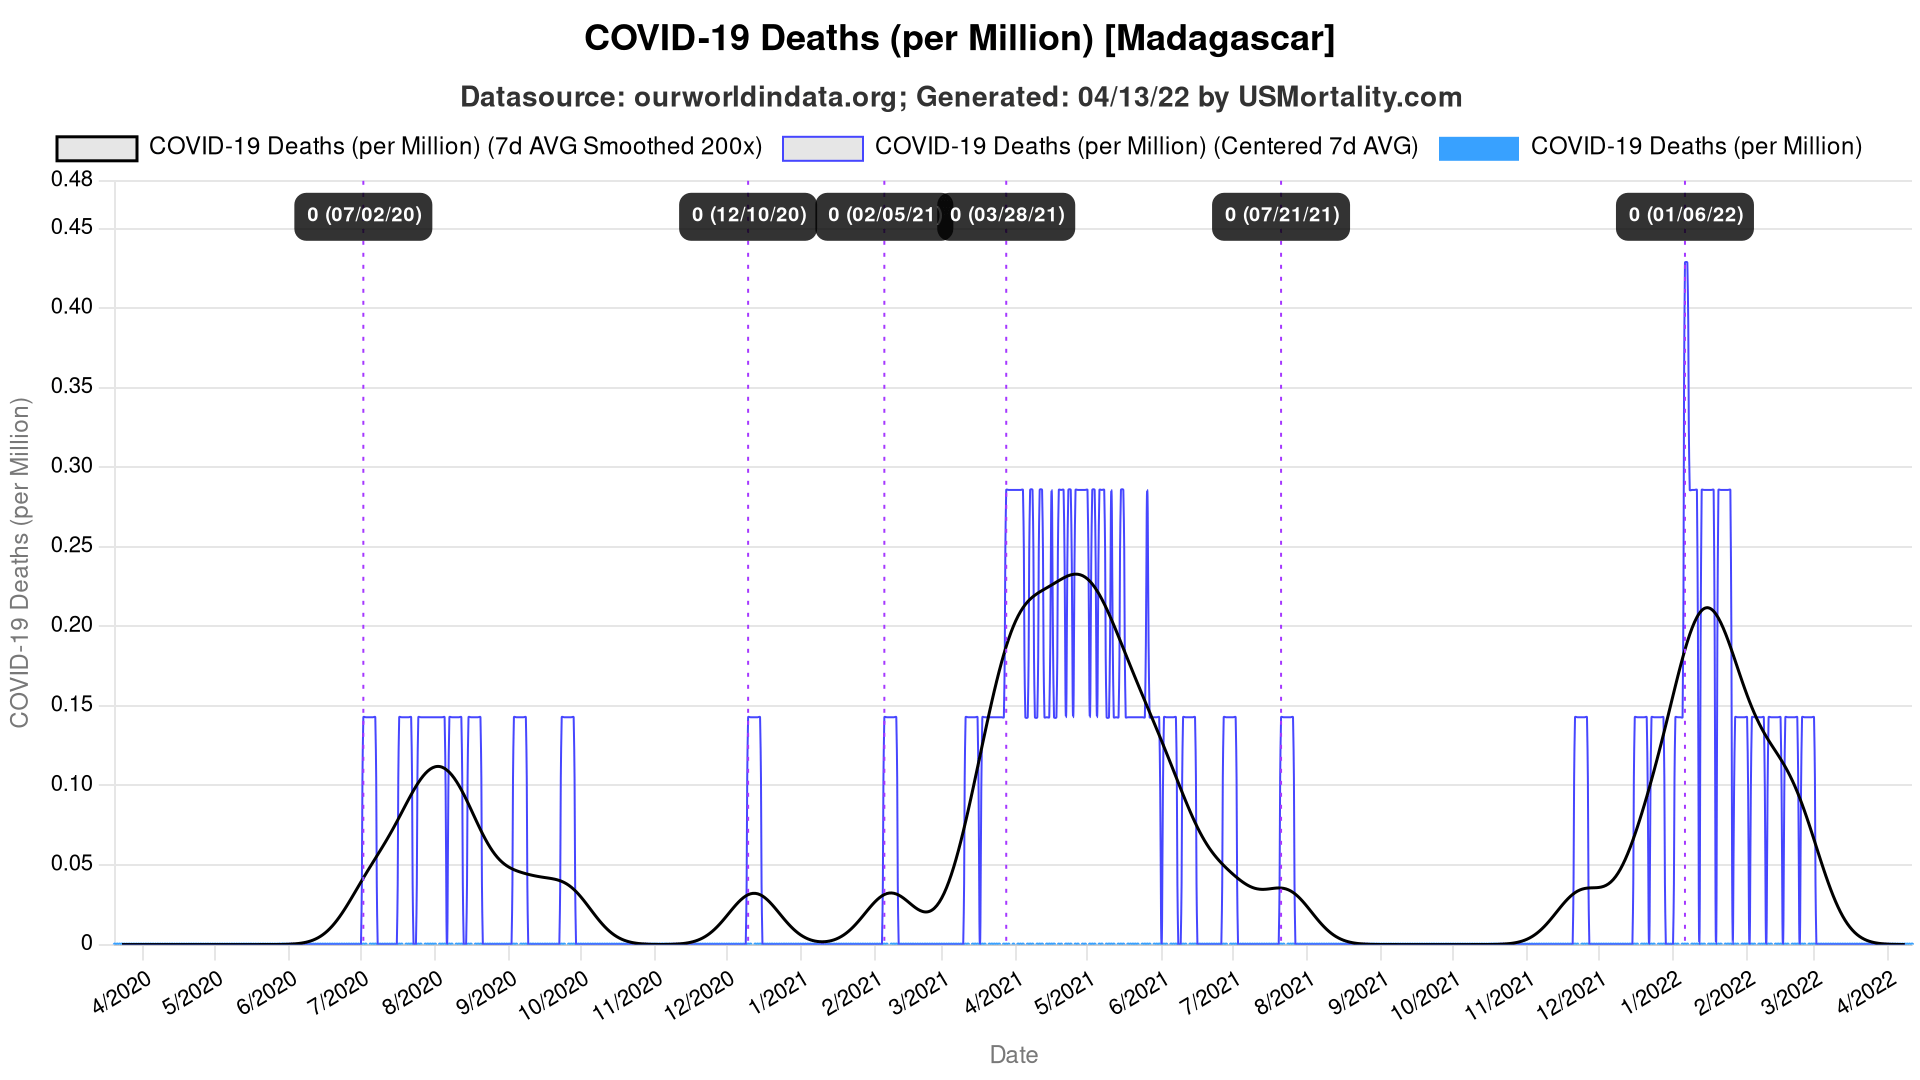 COVID-19 Deaths (per Million) [Madagascar]
Datasource: ourworldindata.org; Generated: 04/13/22 by USMortality.com
COVID-19 Deaths (per Million) (7d AVG Smoothed 200x) COVID-19 Deaths (per Million) (Centered 7d AVG) COVID-19 Deaths (per Million)
0 (07/02/20) 0 (12/10/20) 0 (02/05/21) 0 (03/28/21) 0 (07/21/21) 0 (01/06/22)
COVID-19 Deaths (per Million)
0.48
0.45
0.40
0.35
0.30
0.25
0.20
0.15
0.10
0.05
0
4/2020 5/2020 6/2020 7/2020 8/2020 9/2020 10/2020 11/2020 12/2020 1/2021 2/2021 3/2021 4/2021 5/2021 6/2021 7/2021 8/2021 9/2021 10/2021 11/2021 12/2021 1/2022 2/2022 3/2022 4/2022
Date